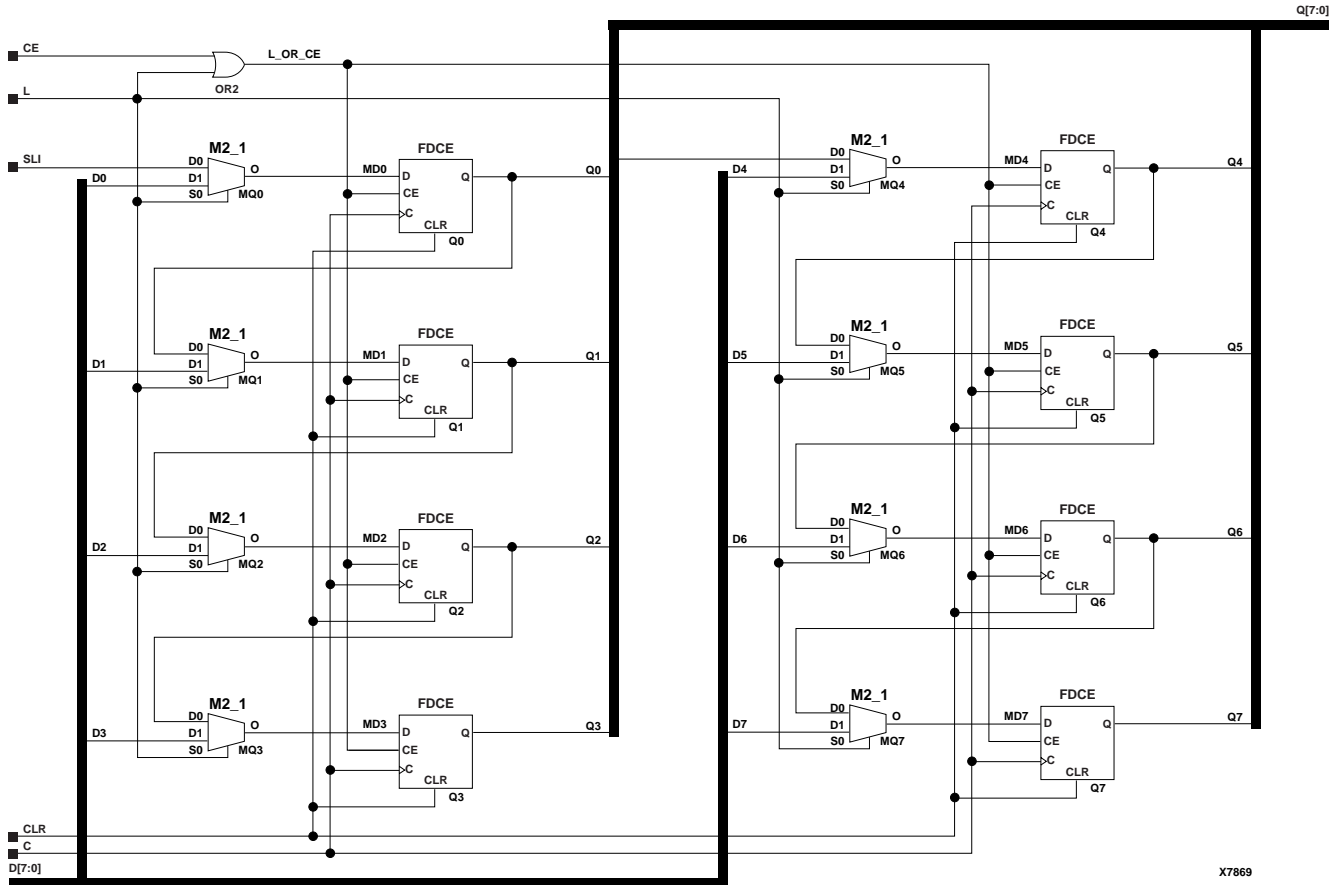 Q[7:0]
CE
L_OR_CE
OR2
L
SLI
M2_1
D0
D0
D1
S0
O
MQ0
MD0
FDCE
D
CE
C
CLR
Q
Q0
Q0
M2_1
D1
D0
D1
S0
O
MQ1
MD1
FDCE
D
CE
C
CLR
Q
Q1
Q1
M2_1
D2
D0
D1
S0
O
MQ2
MD2
FDCE
D
CE
C
CLR
Q
Q2
Q2
M2_1
D3
D0
D1
S0
O
MQ3
MD3
FDCE
D
CE
C
CLR
Q
Q3
Q3
M2_1
D4
D0
D1
S0
O
MQ4
MD4
FDCE
D
CE
C
CLR
Q
Q4
Q4
M2_1
D5
D0
D1
S0
O
MQ5
MD5
FDCE
D
CE
C
CLR
Q
Q5
Q5
M2_1
D6
D0
D1
S0
O
MQ6
MD6
FDCE
D
CE
C
CLR
Q
Q6
Q6
M2_1
D7
D0
D1
S0
O
MQ7
MD7
FDCE
D
CE
C
CLR
Q
Q7
Q7
CLR
C
D[7:0]
X7869